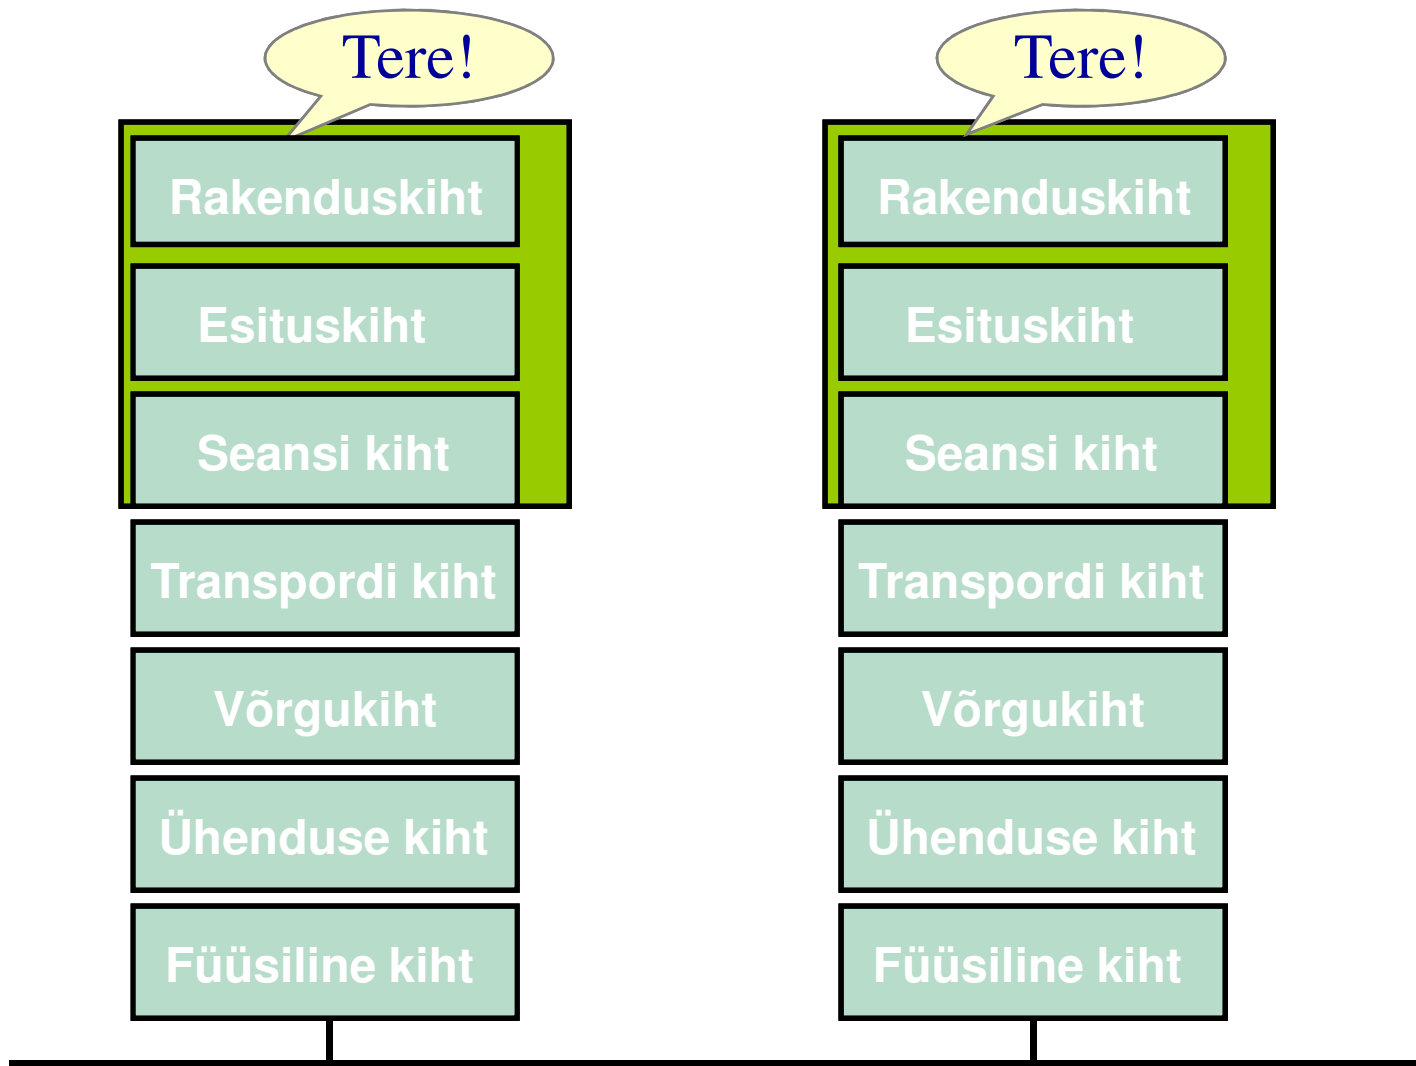 Tere!
Rakenduskiht
Esituskiht
Seansi kiht
Transpordi kiht
Võrgukiht
Ühenduse kiht
Füüsiline kiht
Tere!
Rakenduskiht
Esituskiht
Seansi kiht
Transpordi kiht
Võrgukiht
Ühenduse kiht
Füüsiline kiht